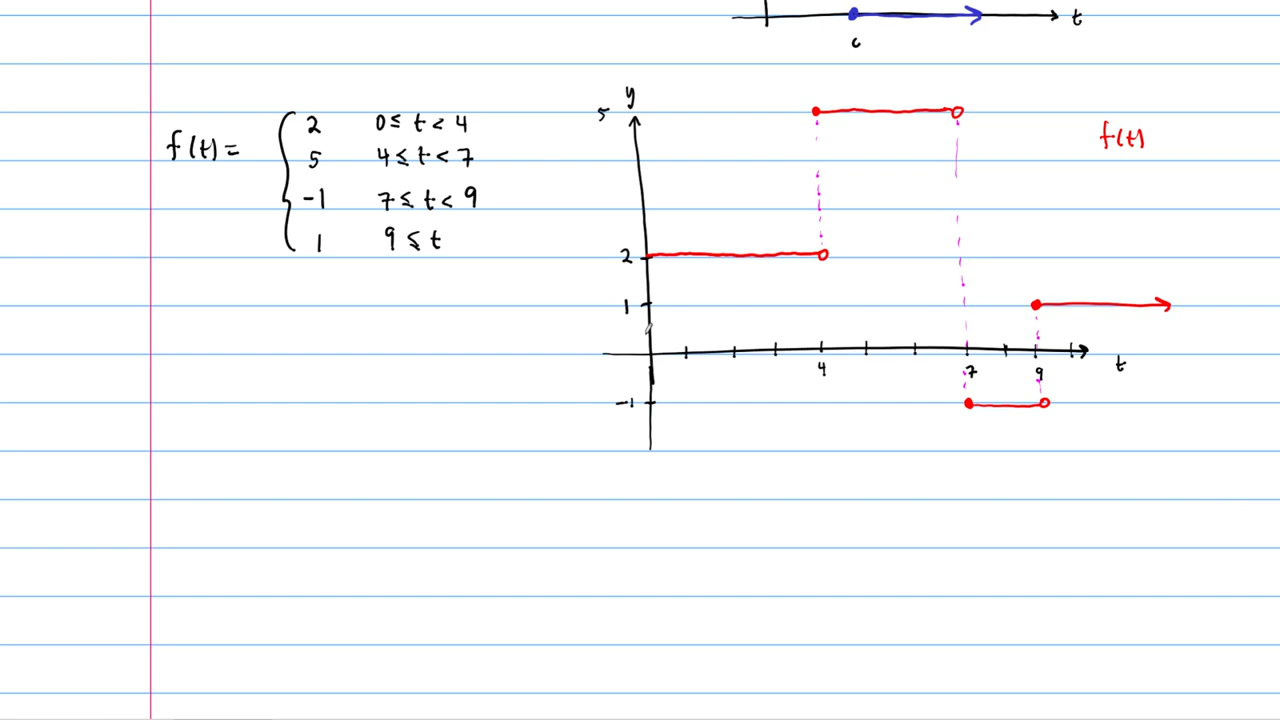 t
c
y
5
f(t) = { 2 0 ≤ t < 4
5 4 ≤ t < 7
-1 7 ≤ t < 9
1 9 ≤ t
f(t)
2
1
4
7
9
t
-1